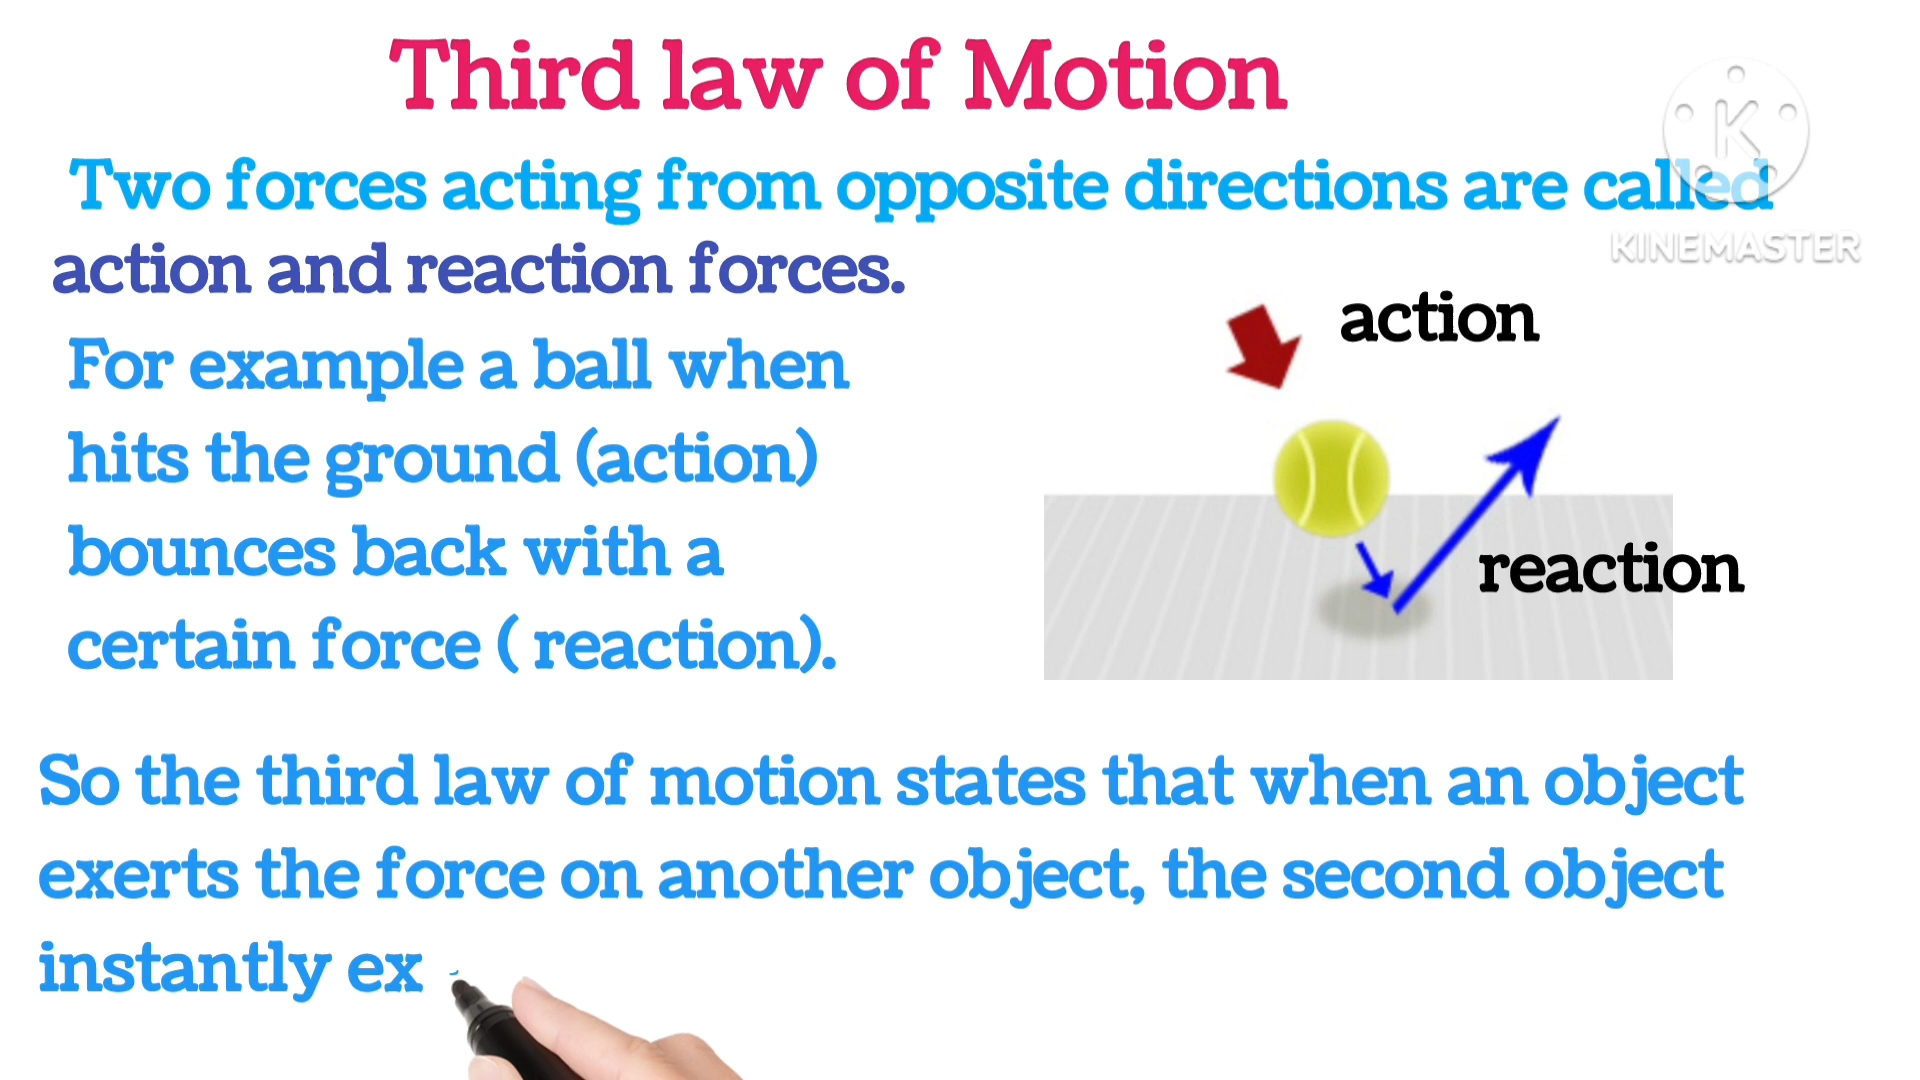 Third law of Motion
Two forces acting from opposite directions are called
action and reaction forces.
K
KINEMASTER
For example a ball when
hits the ground (action)
bounces back with a
certain force ( reaction).
action
reaction
So the third law of motion states that when an object
exerts the force on another object, the second object
instantly ex